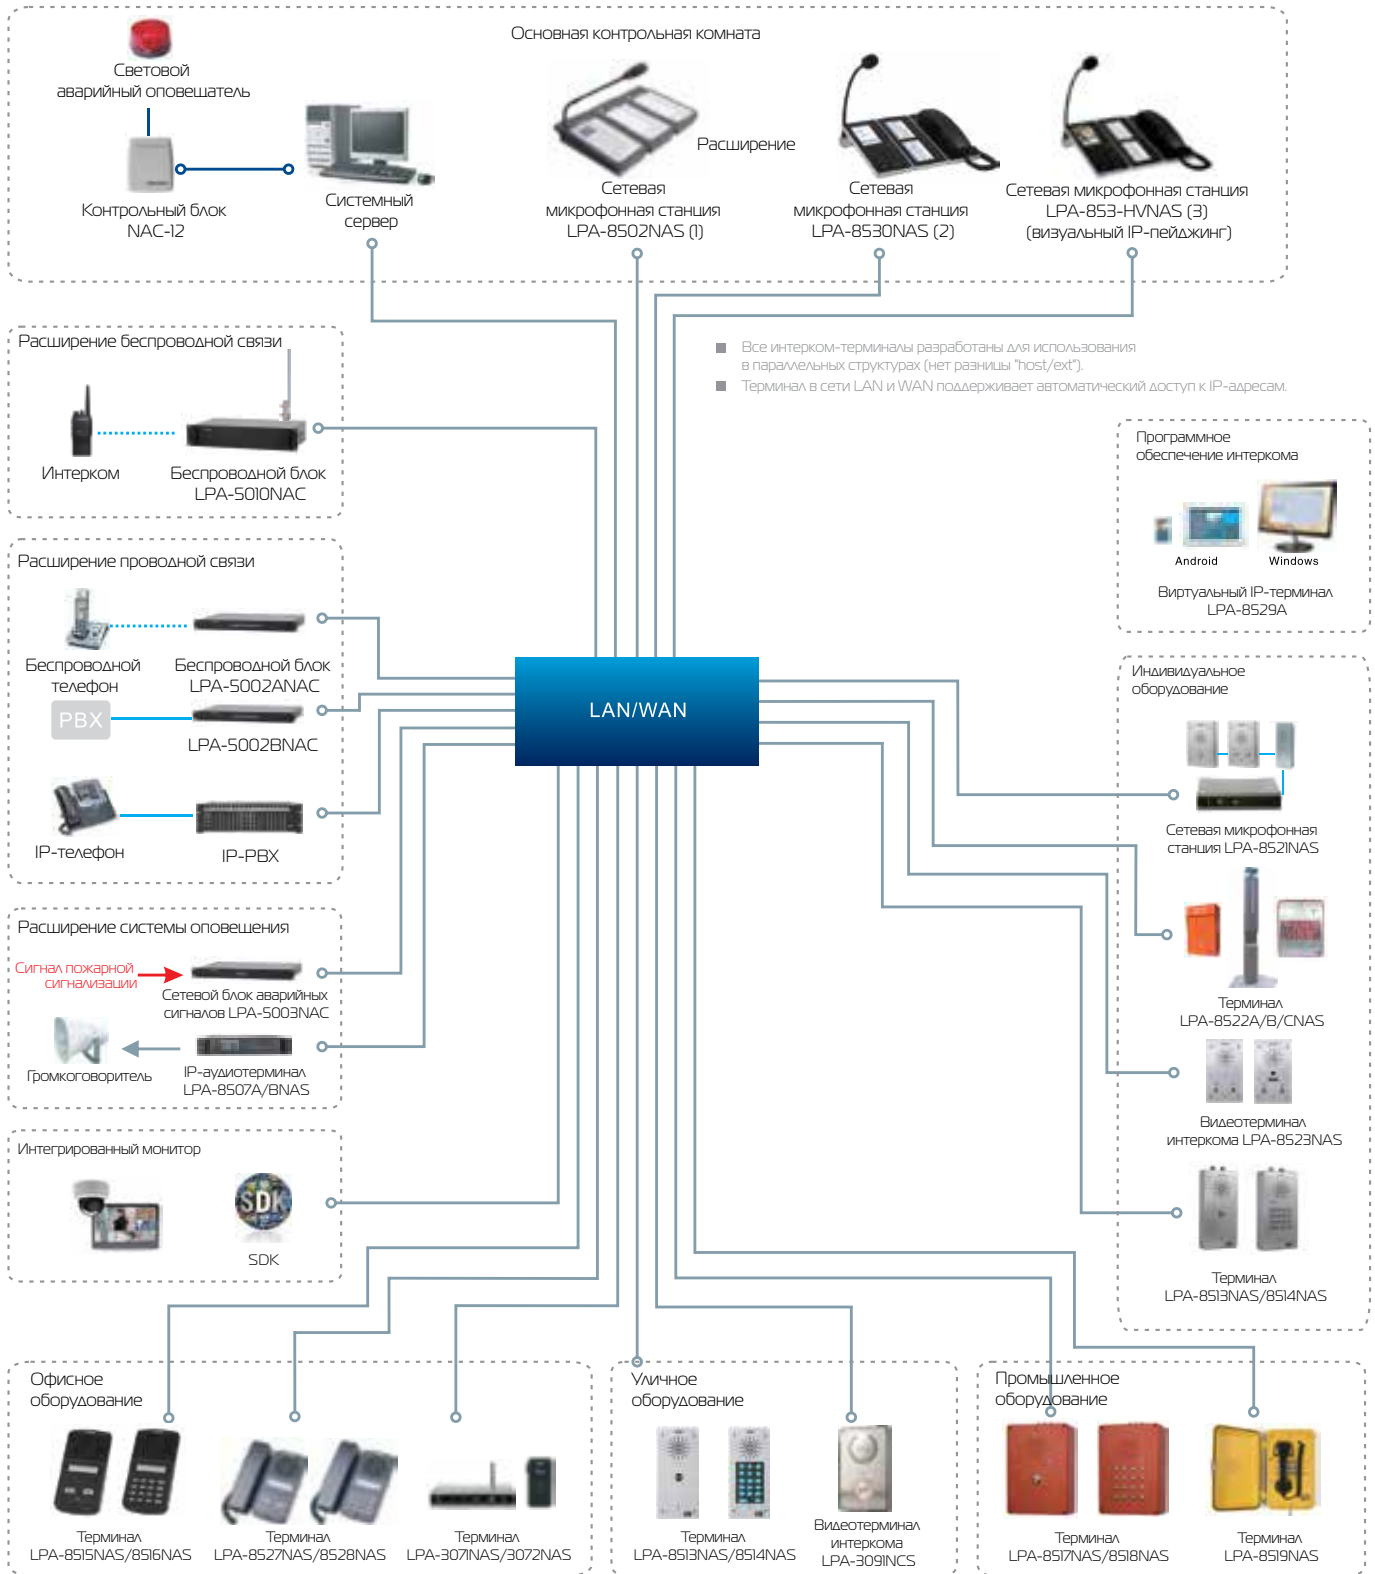 Основная контрольная комната
Световой
аварийный оповещатель
Контрольный блок
NAC-12
Системный
сервер
Расширение
Сетевая
микрофонная станция
LPA-8502NAS (1)
Сетевая
микрофонная станция
LPA-8530NAS (2)
Сетевая микрофонная станция
LPA-853-HVNAS (3)
(визуальный IP-пейджинг)
Расширение беспроводной связи
Интерком
Беспроводной блок
LPA-5010NAC
Все интерком-терминалы разработаны для использования
в параллельных структурах (нет разницы "host/ext").
Терминал в сети LAN и WAN поддерживает автоматический доступ к IP-адресам.
Программное
обеспечение интеркома
Android
Windows
Виртуальный IP-терминал
LPA-8529A
Расширение проводной связи
Беспроводной
телефон
Беспроводной блок
LPA-5002ANAC
PBX
LPA-5002BNAC
IP-телефон
IP-PBX
LAN/WAN
Индивидуальное
оборудование
Сетевая микрофонная
станция LPA-8521NAS
Терминал
LPA-8522A/B/CNAS
Видеотерминал
интеркома LPA-8523NAS
Терминал
LPA-8513NAS/8514NAS
Расширение системы оповещения
Сигнал пожарной
сигнализации
Сетевой блок аварийных
сигналов LPA-5003NAC
Громкоговоритель
IP-аудиотерминал
LPA-8507A/BNAS
Интегрированный монитор
SDK
SDK
Офисное
оборудование
Терминал
LPA-8515NAS/8516NAS
Терминал
LPA-8527NAS/8528NAS
Терминал
LPA-3071NAS/3072NAS
Уличное
оборудование
Терминал
LPA-8513NAS/8514NAS
Видеотерминал
интеркома
LPA-3091NCS
Промышленное
оборудование
Терминал
LPA-8517NAS/8518NAS
Терминал
LPA-8519NAS